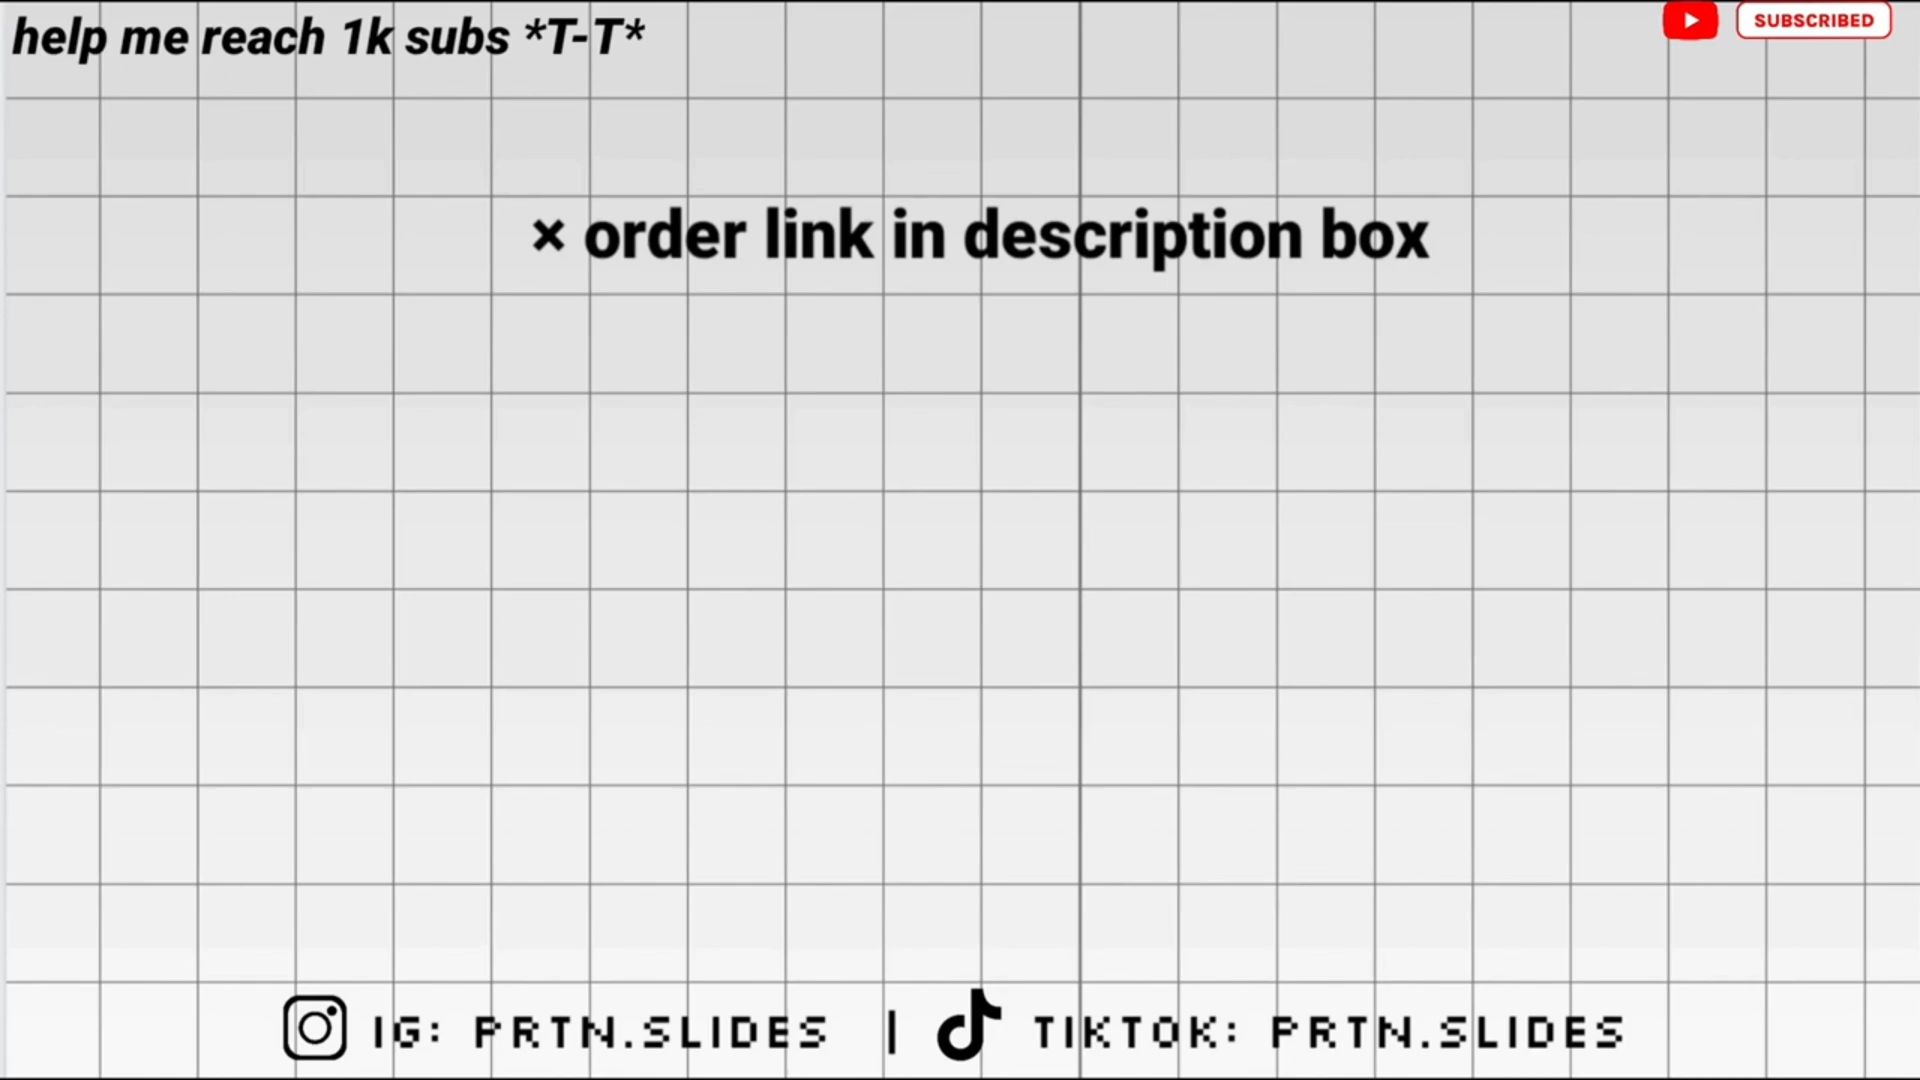 help me reach 1k subs *T-T*
SUBSCRIBED
× order link in description box
IG: PRTN.SLIDES | TIKTOK: PRTN.SLIDES